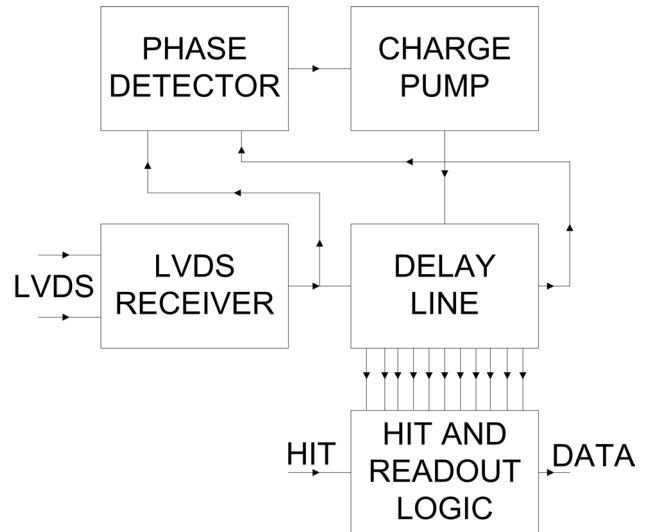 PHASE
DETECTOR
CHARGE
PUMP
LVDS
LVDS
RECEIVER
DELAY
LINE
HIT
HIT AND
READOUT
LOGIC
DATA